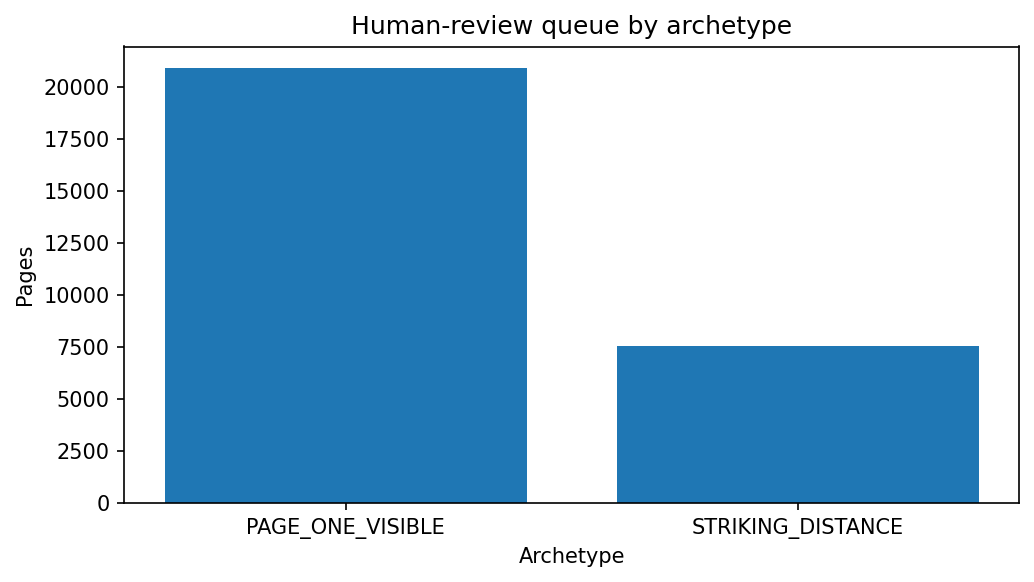 Human-review queue by archetype
Pages
20000
17500
15000
12500
10000
7500
5000
2500
0
PAGE_ONE_VISIBLE
STRIKING_DISTANCE
Archetype